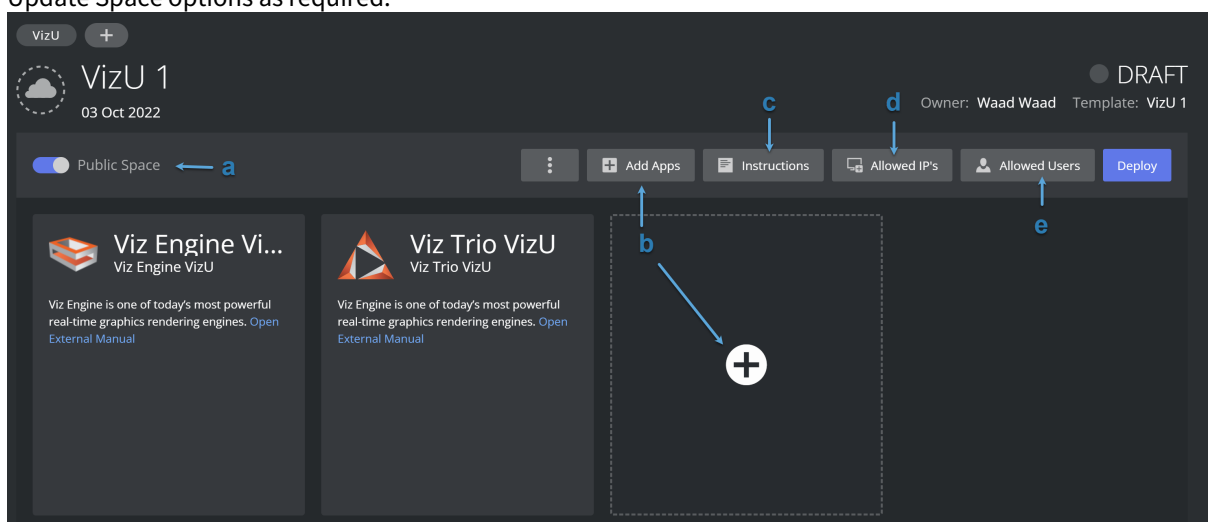 Update Space options as required.
VizU +
VizU 1
03 Oct 2022
DRAFT
Owner: Waad Waad Template: VizU 1
c
d
Public Space
a
Add Apps
Instructions
Allowed IP's
Allowed Users
Deploy
b
e
Viz Engine Vi...
Viz Engine VizU
Viz Engine is one of today's most powerful
real-time graphics rendering engines. Open
External Manual
Viz Trio VizU
Viz Trio VizU
Viz Engine is one of today's most powerful
real-time graphics rendering engines. Open
External Manual